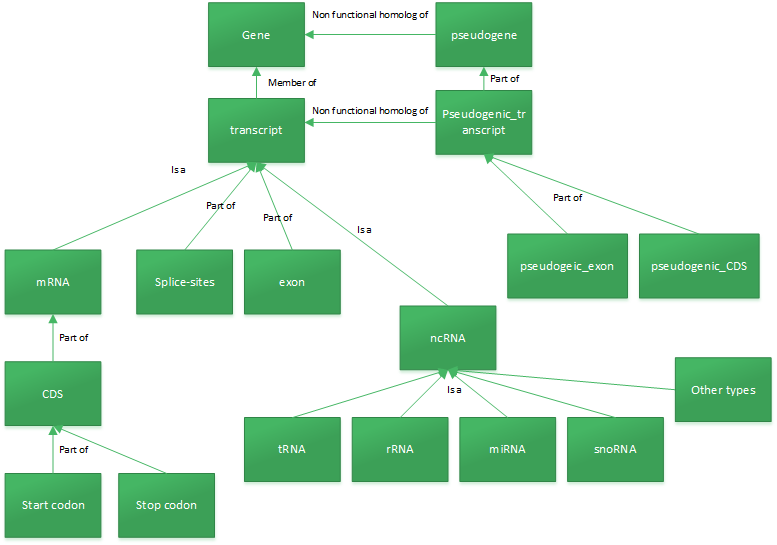 Non functional homolog of
Gene
pseudogene
Member of
Part of
Non functional homolog of
transcript
Pseudogenic_tr
anscript
Is a
Part of
Part of
Is a
Part of
mRNA
Splice-sites
exon
pseudogeic_exon
pseudogenic_CDS
Part of
ncRNA
CDS
Is a
Other types
Part of
tRNA
rRNA
miRNA
snoRNA
Start codon
Stop codon